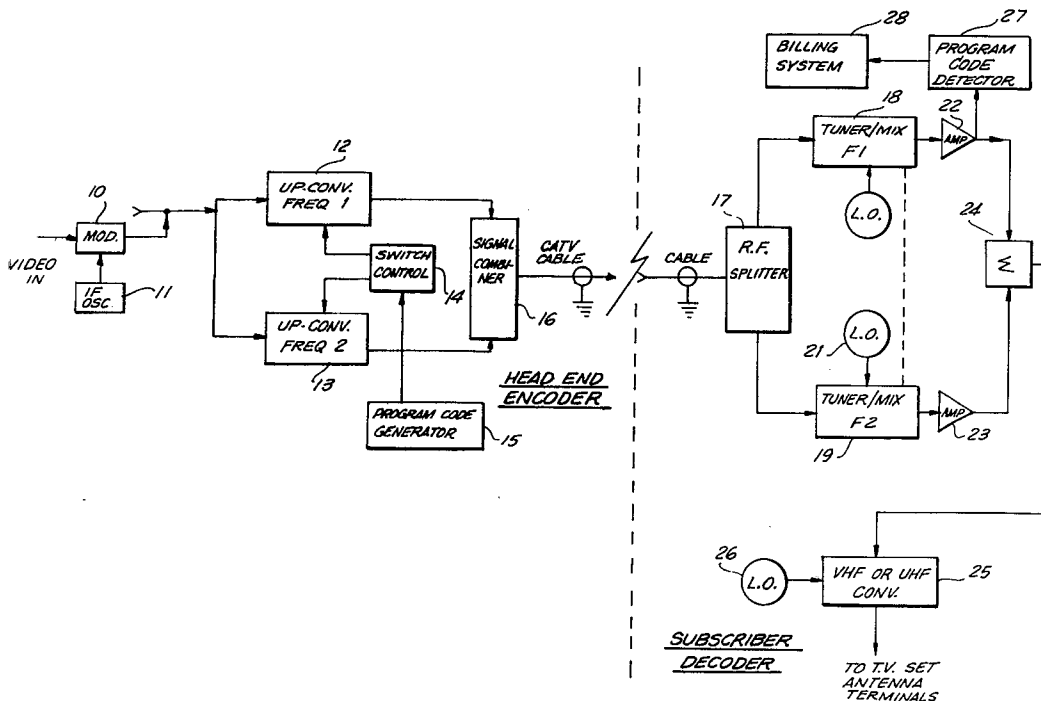 28
BILLING
SYSTEM
27
PROGRAM
CODE
DETECTOR
18
TUNER/MIX
F1
22
AMP
12
UP-CONV.
FREQ 1
10
MOD.
VIDEO
IN
IF
OSC.
11
SWITCH
CONTROL
14
UP-CONV.
FREQ 2
13
SIGNAL
COMBI-
NER
16
CATV
CABLE
CABLE
17
R.F.
SPLITTER
L.O.
24
Σ
21
L.O.
TUNER/MIX
F2
19
AMP
23
HEAD END
ENCODER
PROGRAM CODE
GENERATOR
15
26
L.O.
VHF OR UHF
CONV.
25
SUBSCRIBER
DECODER
TO T.V. SET
ANTENNA
TERMINALS